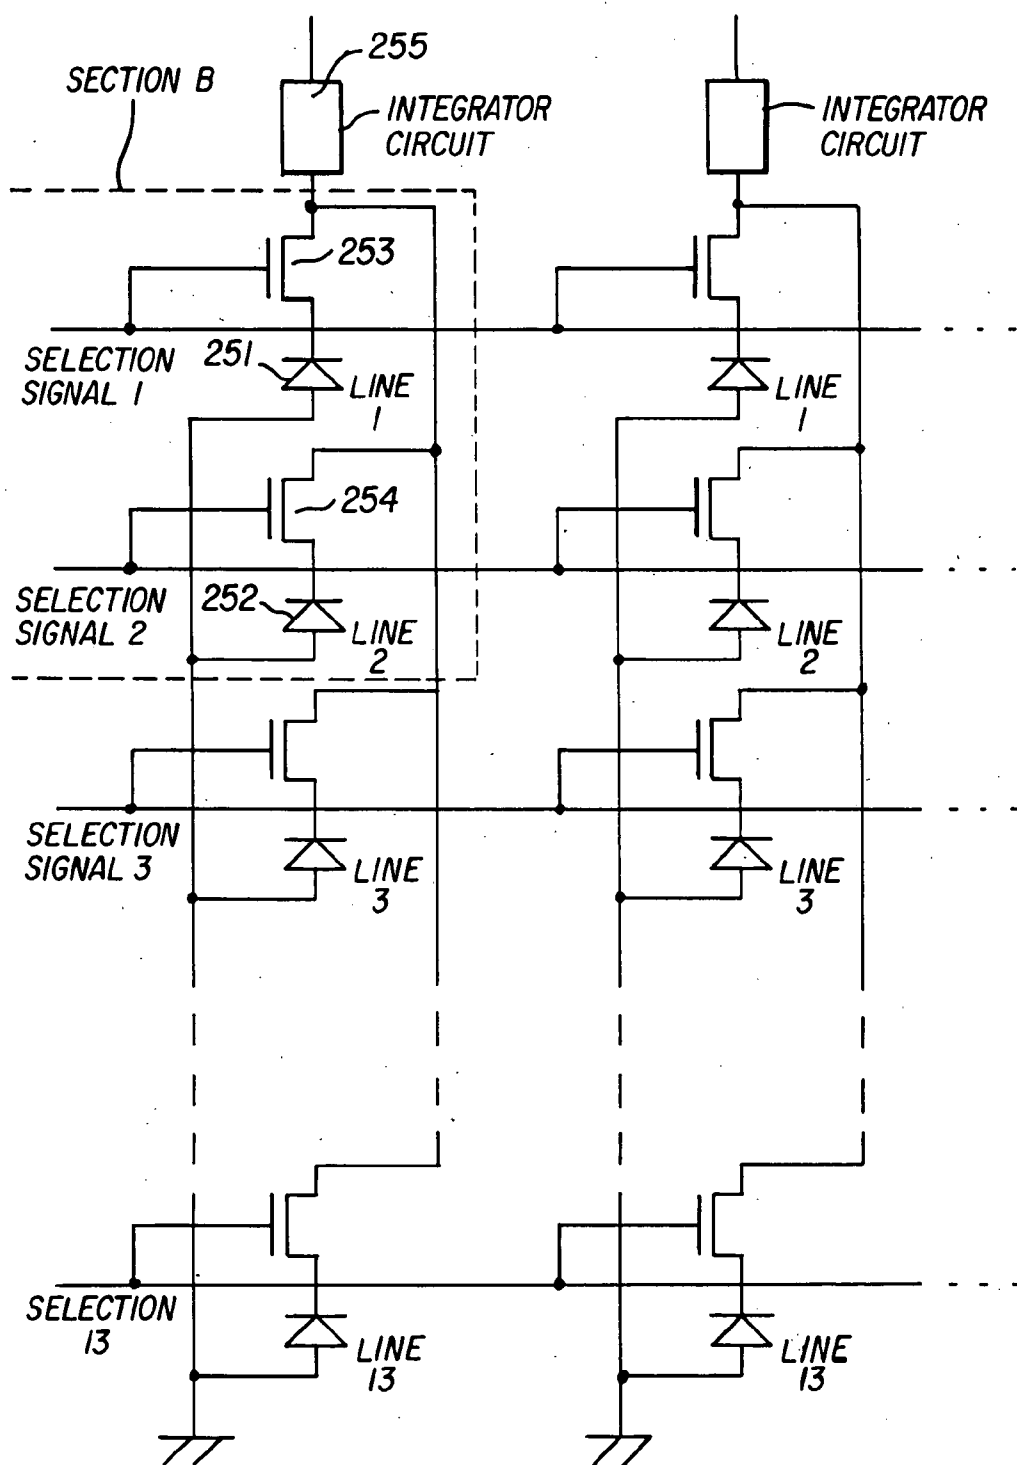 255
SECTION B
INTEGRATOR
CIRCUIT
INTEGRATOR
CIRCUIT
253
SELECTION
SIGNAL 1
251
LINE
1
LINE
1
254
SELECTION
SIGNAL 2
252
LINE
2
LINE
2
SELECTION
SIGNAL 3
LINE
3
LINE
3
SELECTION
13
LINE
13
LINE
13